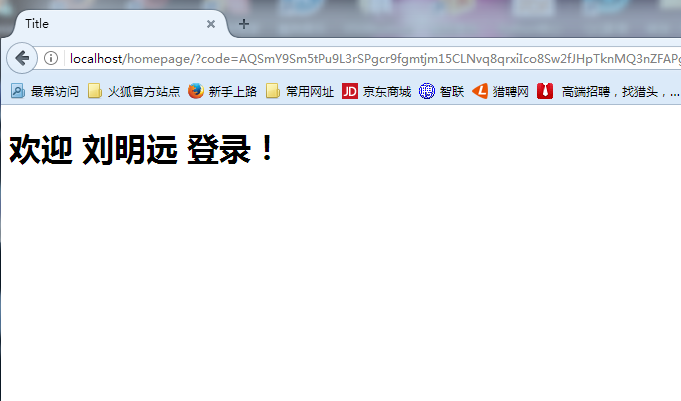 Title
localhost/homepage/?code=AQSmY9Sm5tPu9L3rSPgcr9fgmtjm15CLNvq8qrxiIco8Sw2fJHpTknMQ3nZFAPg
最常访问 火狐官方站点 新手上路 常用网址 JD 京东商城 智联 猎聘网 高端招聘，找猎头，...
欢迎 刘明远 登录！